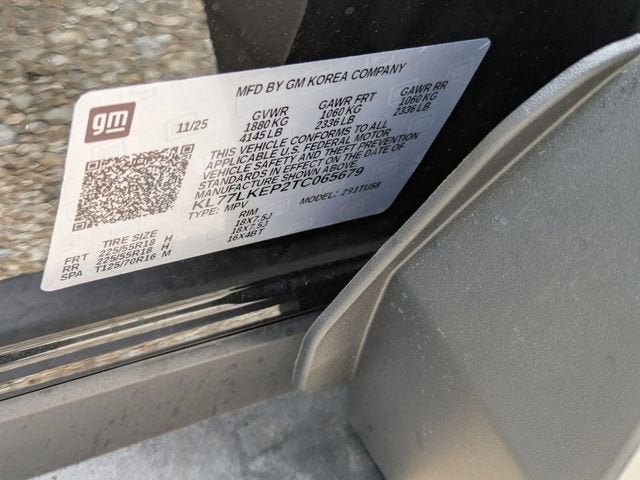 MFD BY GM KOREA COMPANY
gm
11/25
GVWR GAWR FRT GAWR RR
1880 KG 1060 KG 1060 KG
4145 LB 2336 LB 2336 LB
THIS VEHICLE CONFORMS TO ALL
APPLICABLE U.S. FEDERAL MOTOR
VEHICLE SAFETY AND THEFT PREVENTION
STANDARDS IN EFFECT ON THE DATE OF
MANUFACTURE SHOWN ABOVE.
KL77LKEP2TC065679
TYPE: MPV MODEL: 291TU58
TIRE SIZE RIM
FRT 225/55R18 H 18X7.5J
RR 225/55R18 H 18X7.5J
SPA T125/70R16 M 16X4BT